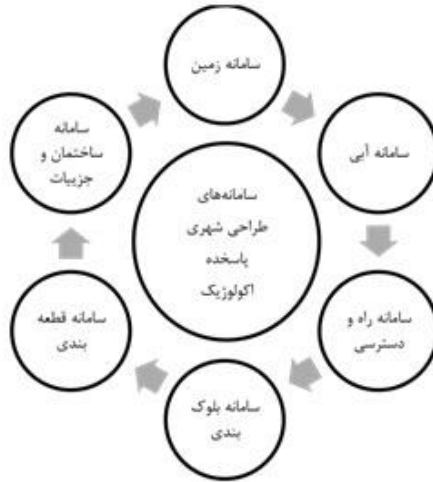 سامانه زمین
سامانه آبی
سامانه راه و
دسترسی
سامانه بلوک
بندی
سامانه قطعه
بندی
سامانه
ساختمان و
جزییات
سامانه‌های
طراحی شهری
پاسخده
اکولوژیک